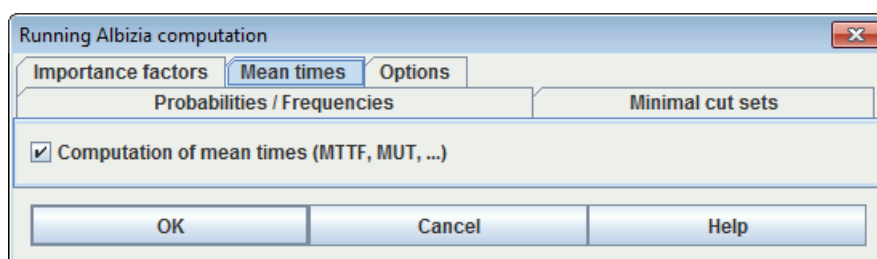 Running Albizia computation
Importance factors Mean times Options
Probabilities / Frequencies Minimal cut sets
Computation of mean times (MTTF, MUT, ...)
OK Cancel Help